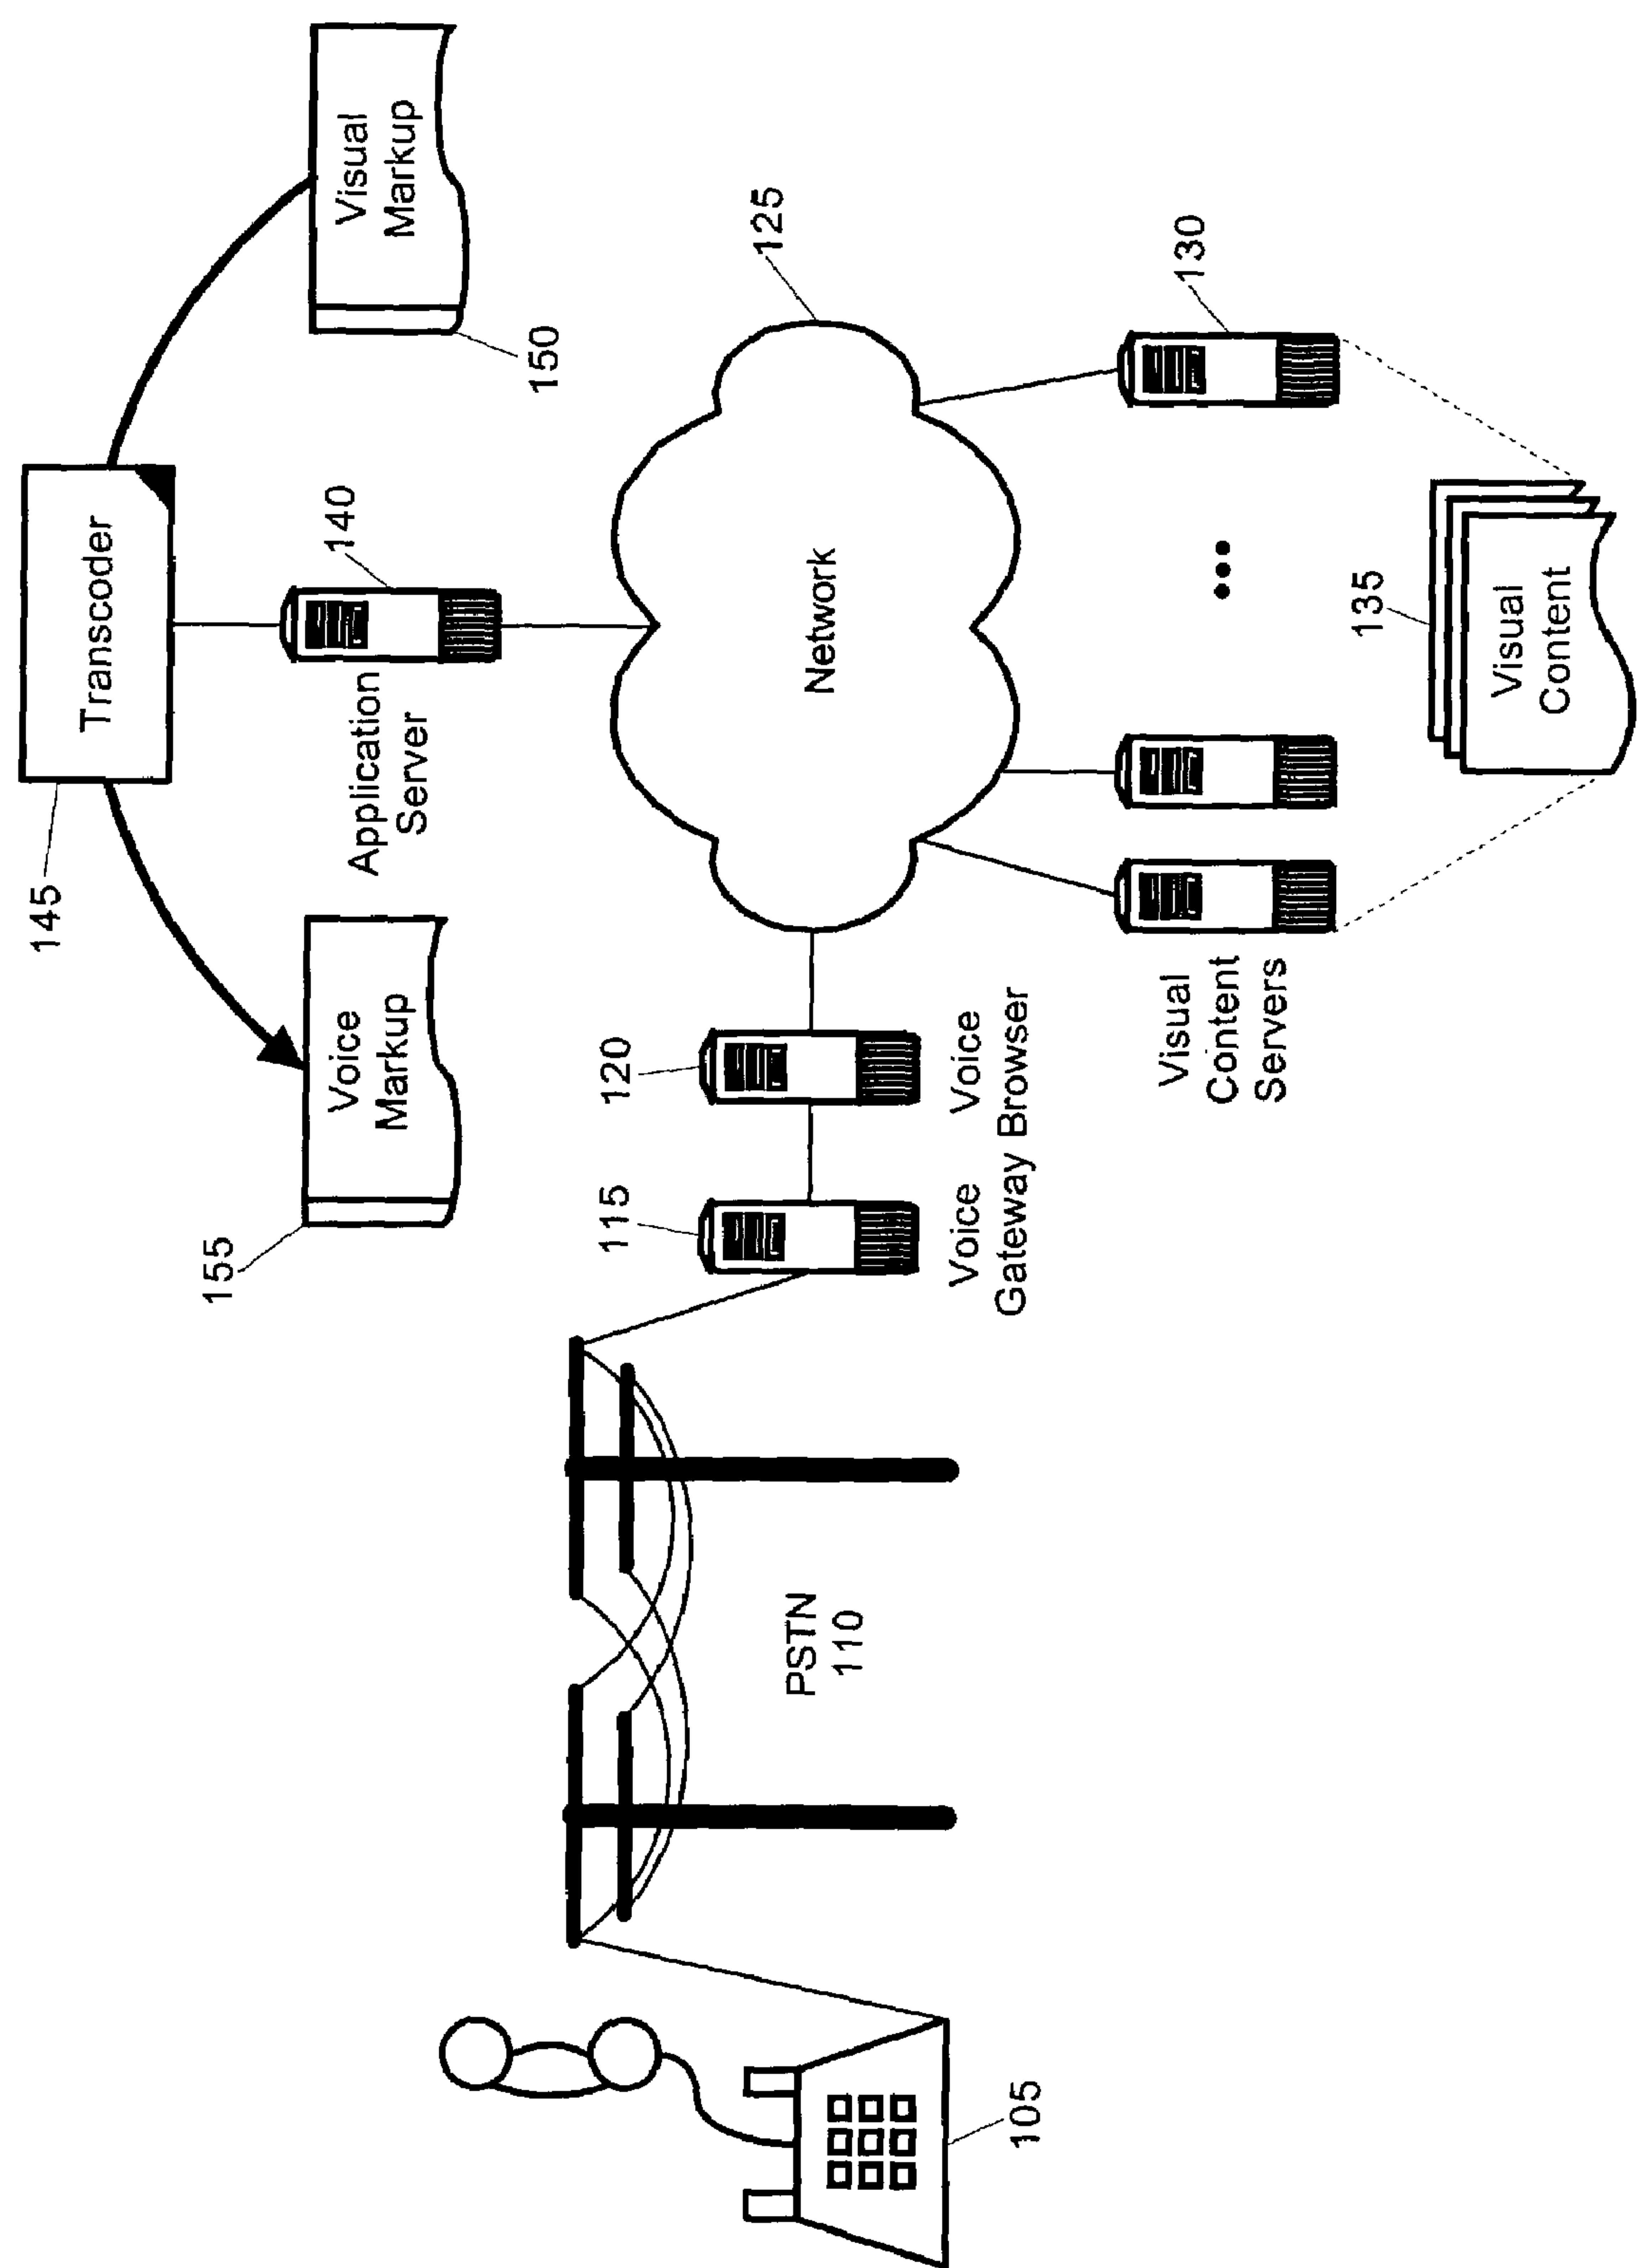 145
Transcoder
Visual
Markup
150
Voice
Markup
155
Application
Server
140
125
Network
115
120
Voice
Gateway
Voice
Browser
PSTN
110
105
130
Visual
Content
Servers
•••
135
Visual
Content